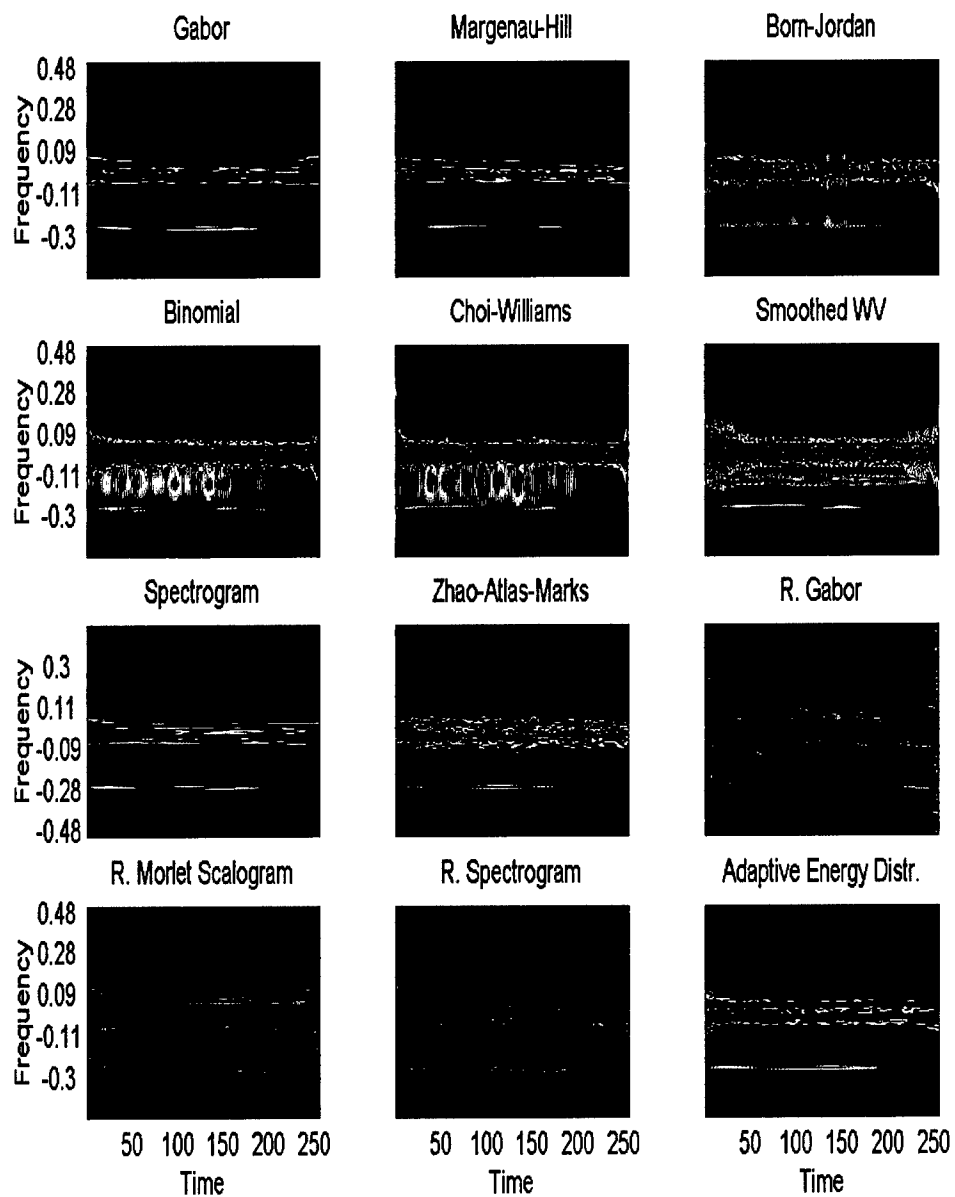 Gabor Margenau-Hill Born-Jordan
0.48
0.28
0.09
-0.11
-0.3
Frequency
Binomial Choi-Williams Smoothed WV
0.48
0.28
0.09
-0.11
-0.3
Frequency
Spectrogram Zhao-Atlas-Marks R. Gabor
0.3
0.11
-0.09
-0.28
-0.48
Frequency
R. Morlet Scalogram R. Spectrogram Adaptive Energy Distr.
0.48
0.28
0.09
-0.11
-0.3
Frequency
50 100 150 200 250 50 100 150 200 250 50 100 150 200 250
Time Time Time